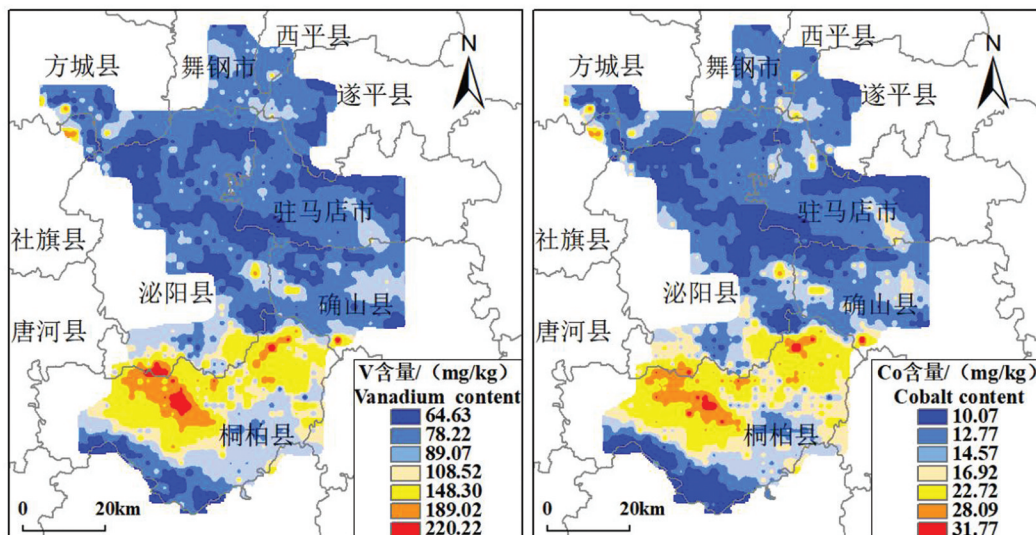 西平县
N
方城县
舞钢市
遂平县
驻马店市
社旗县
泌阳县
确山县
唐河县
桐柏县
V含量/（mg/kg）
Vanadium content
64.63
78.22
89.07
108.52
148.30
189.02
220.22
0 20km
西平县
N
方城县
舞钢市
遂平县
驻马店市
社旗县
泌阳县
确山县
唐河县
桐柏县
Co含量/（mg/kg）
Cobalt content
10.07
12.77
14.57
16.92
22.72
28.09
31.77
0 20km